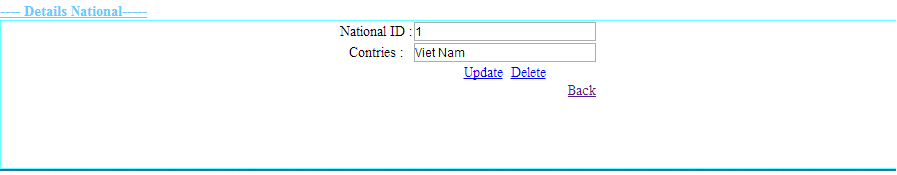 ---- Details National-----
National ID : 1
Contries : Viet Nam
Update Delete
Back